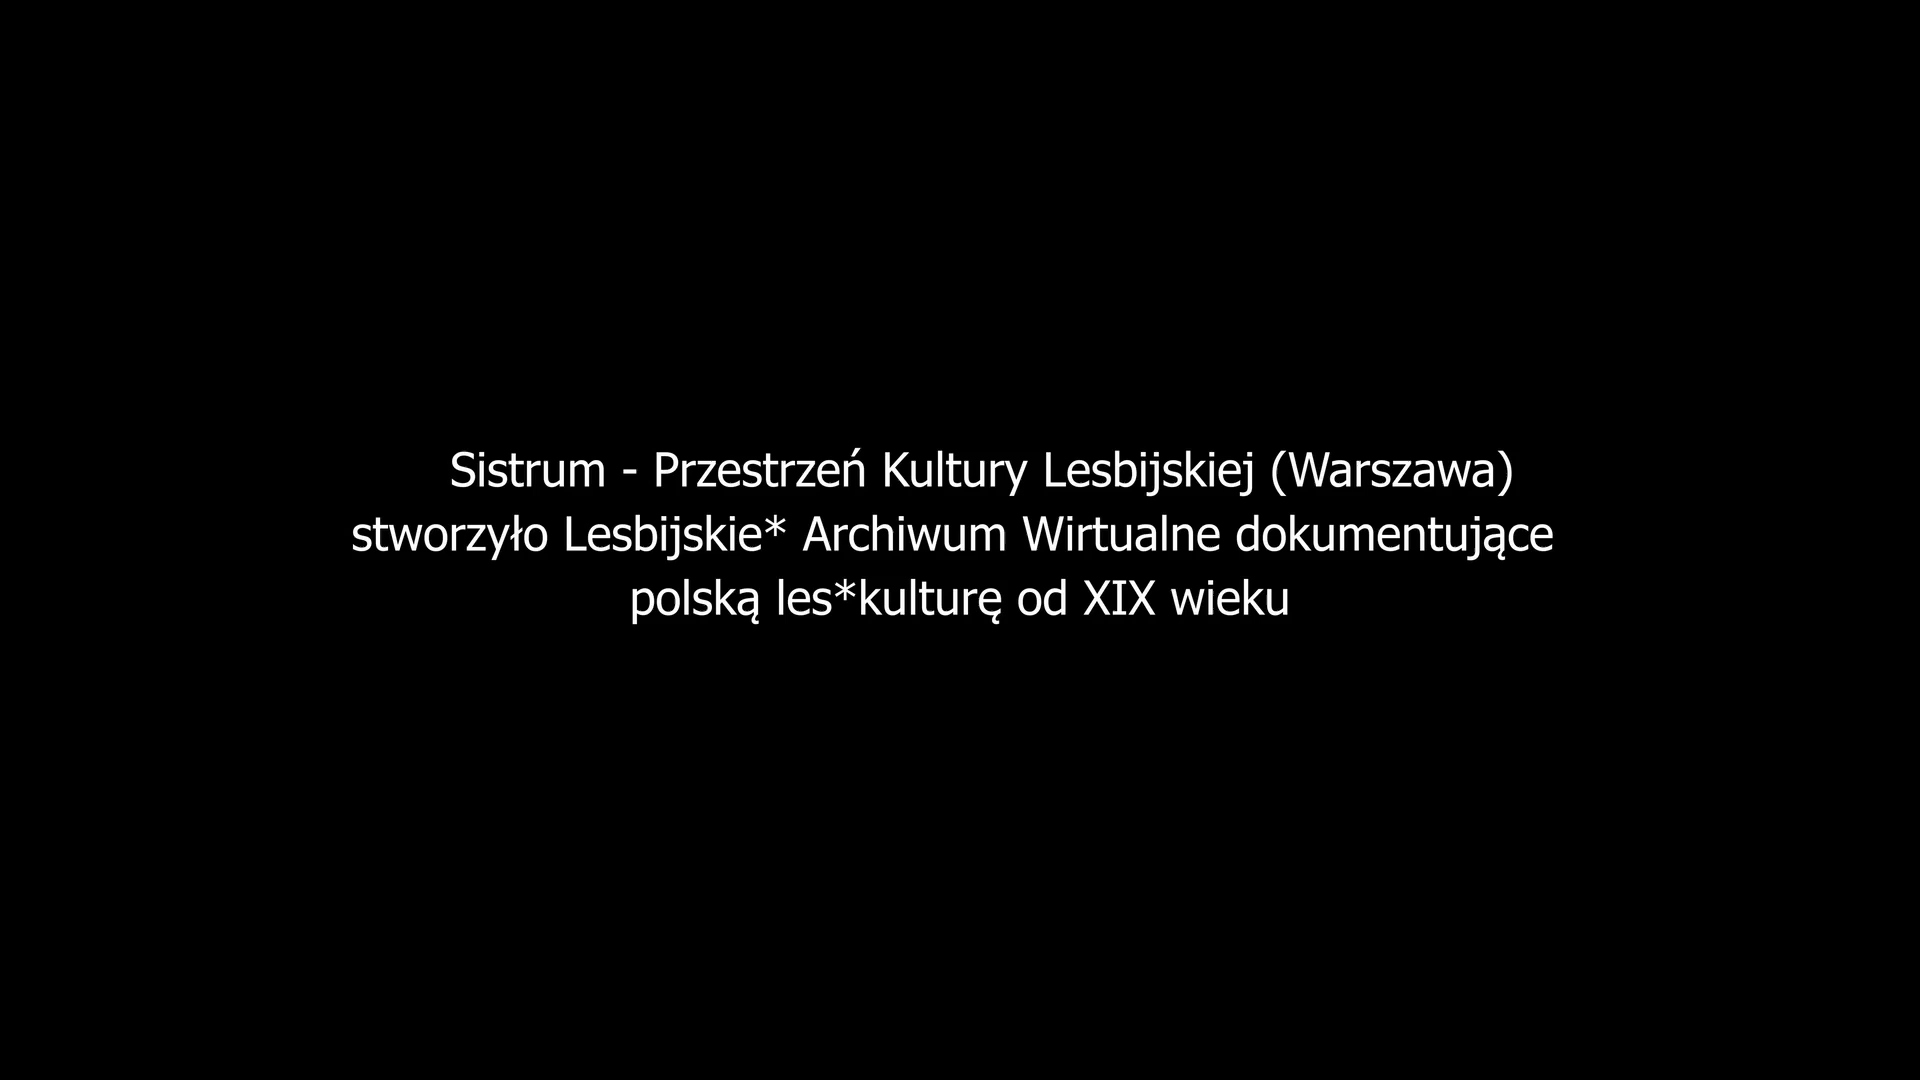 Sistrum - Przestrzeń Kultury Lesbijskiej (Warszawa)
stworzyło Lesbijskie* Archiwum Wirtualne dokumentujące
polską les*kulturę od XIX wieku